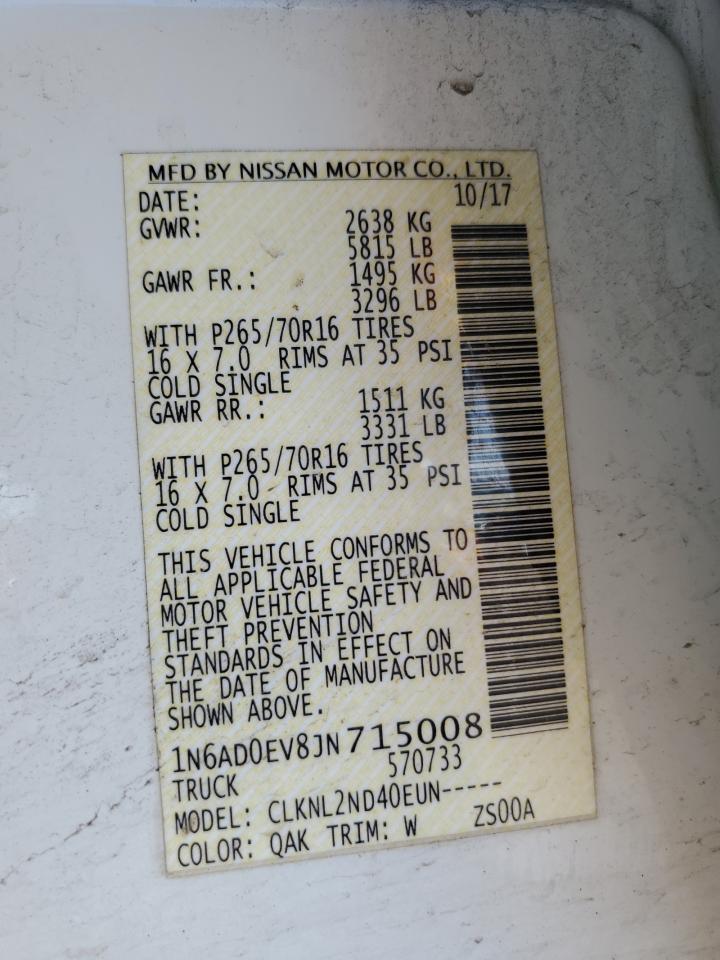 MFD BY NISSAN MOTOR CO., LTD.
DATE: 10/17
GVWR: 2638 KG
5815 LB
GAWR FR.: 1495 KG
3296 LB
WITH P265/70R16 TIRES
16 X 7.0 RIMS AT 35 PSI
COLD SINGLE
GAWR RR.: 1511 KG
3331 LB
WITH P265/70R16 TIRES
16 X 7.0 RIMS AT 35 PSI
COLD SINGLE
THIS VEHICLE CONFORMS TO
ALL APPLICABLE FEDERAL
MOTOR VEHICLE SAFETY AND
THEFT PREVENTION
STANDARDS IN EFFECT ON
THE DATE OF MANUFACTURE
SHOWN ABOVE.
1N6AD0EV8JN715008
TRUCK 570733
MODEL: CLKNL2ND40EUN-----
COLOR: QAK TRIM: W ZS00A